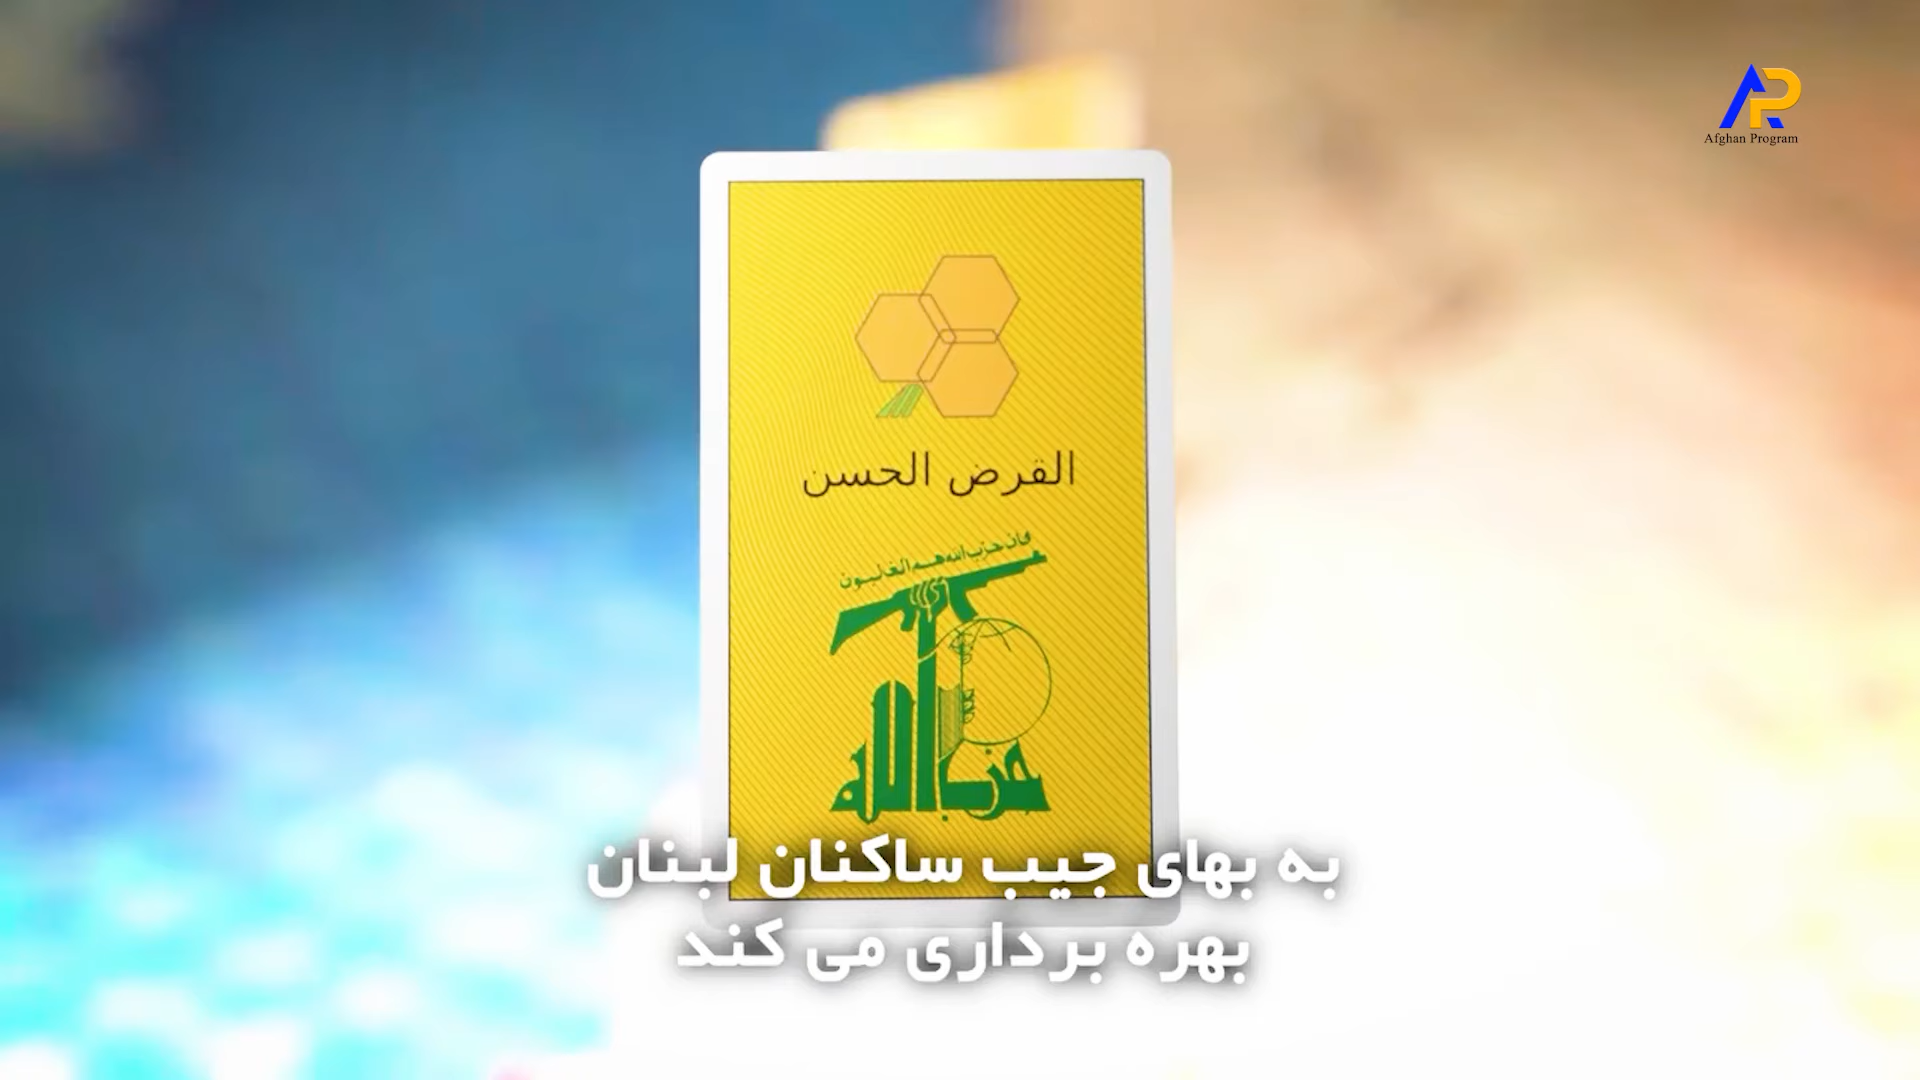 Afghan Program
القرض الحسن
فان حزب الله هم الغالبون
حزب الله
به بهای جیب ساکنان لبنان
بهره برداری می کند